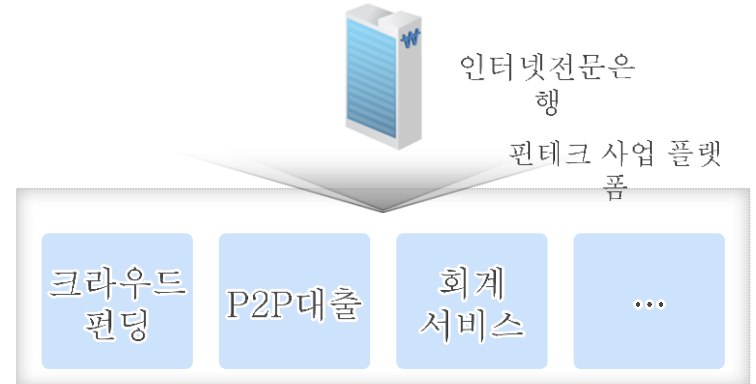 ₩
인터넷전문은
행
핀테크 사업 플랫
폼
크라우드
펀딩
P2P대출
회계
서비스
...